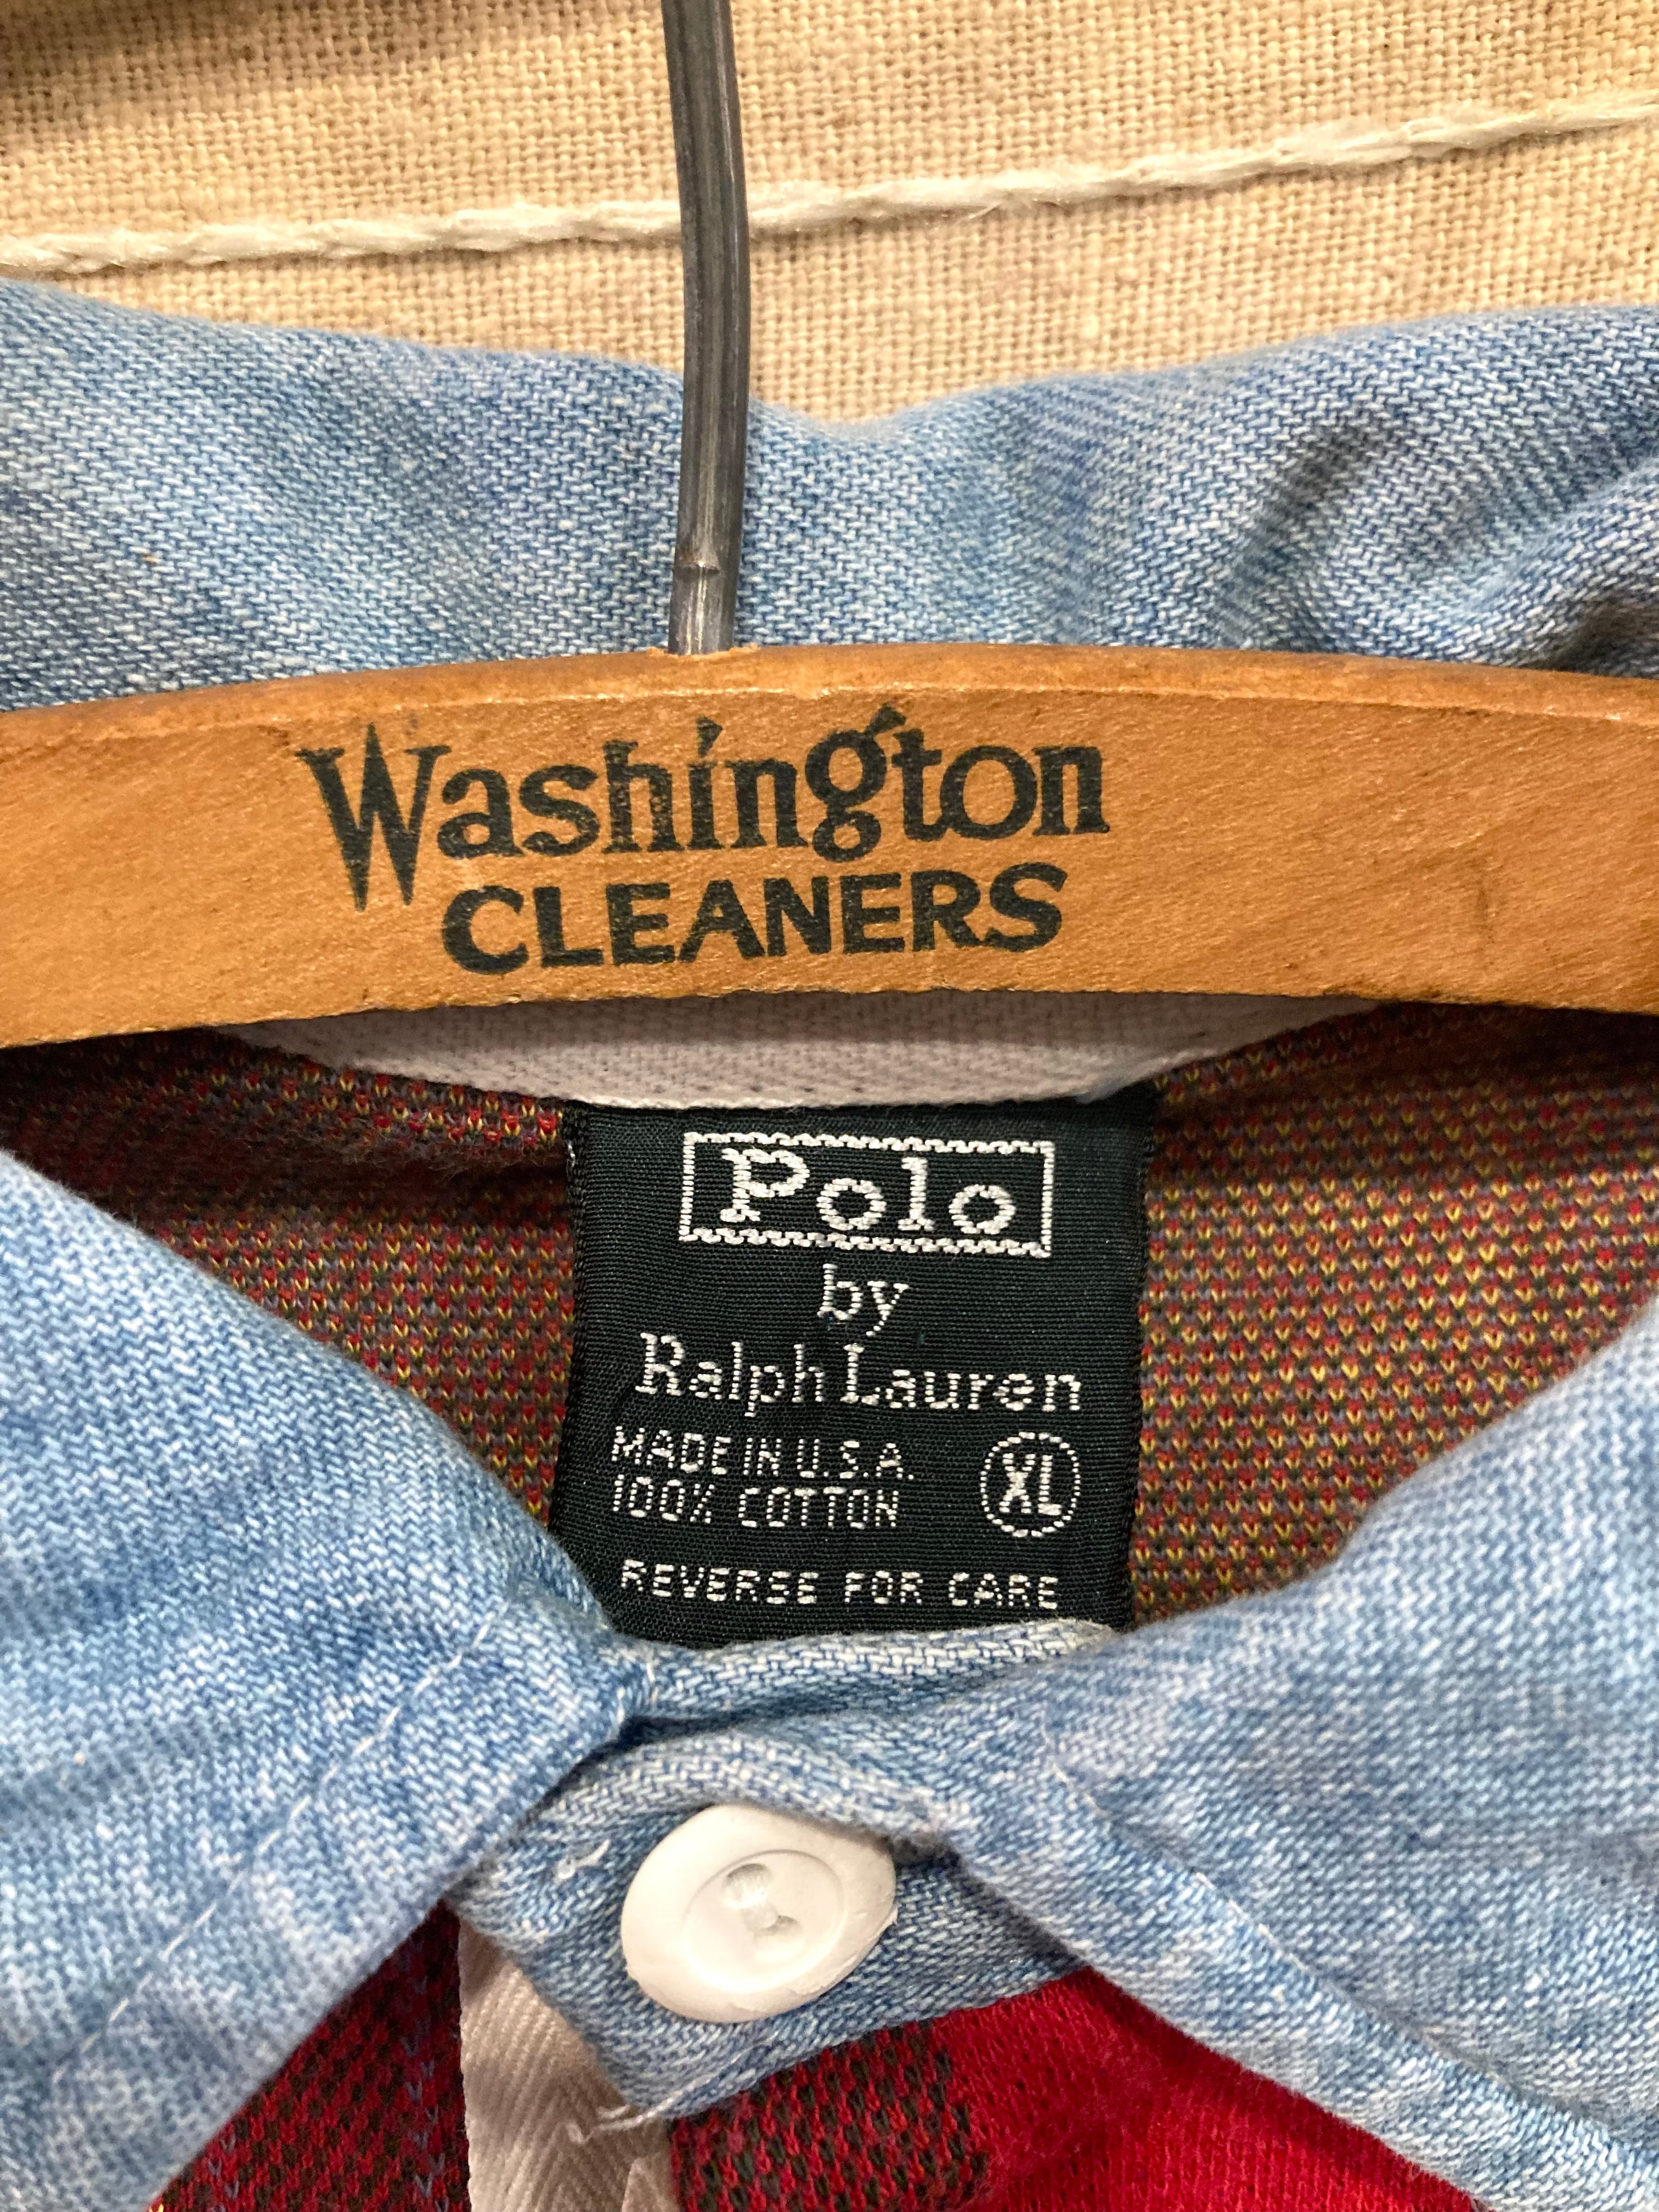 Washington
CLEANERS
Polo
by
Ralph Lauren
MADE IN U.S.A.
100% COTTON
XL
REVERSE FOR CARE